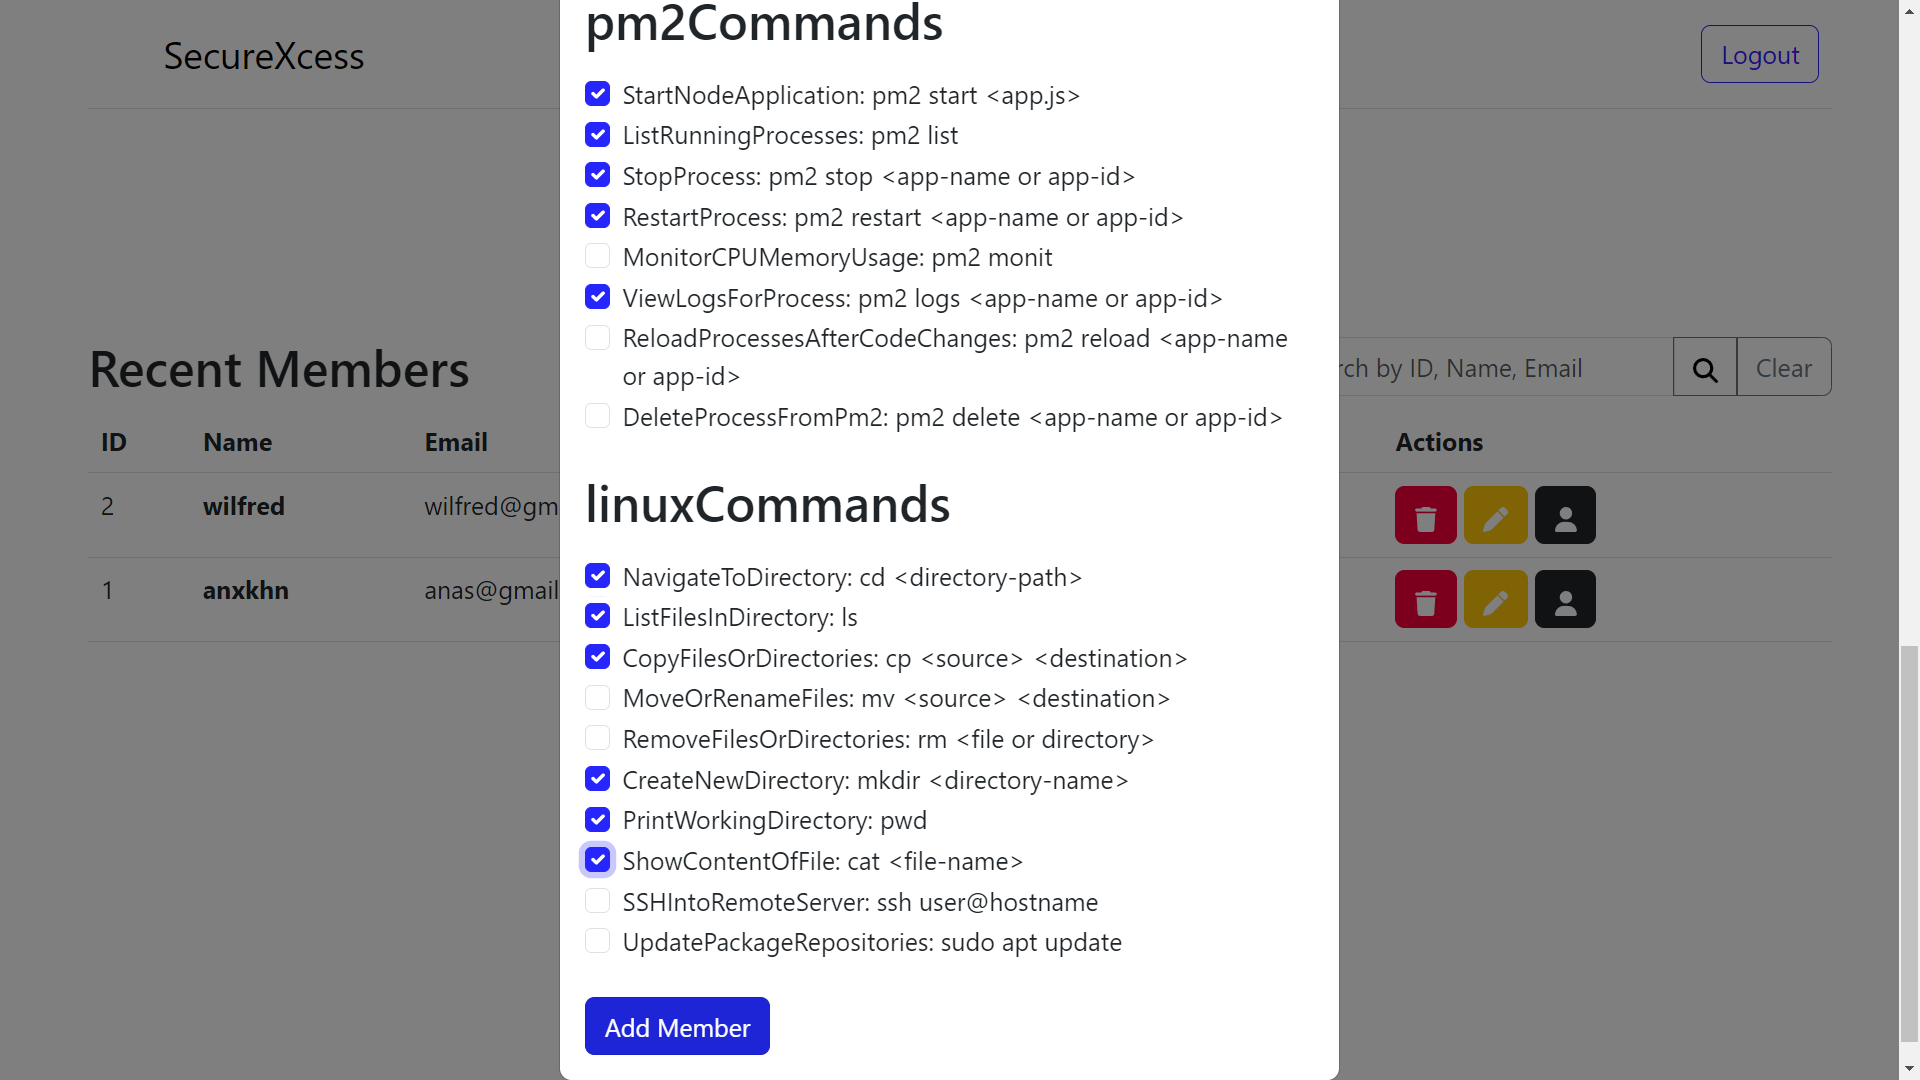 SecureXcess
Logout
pm2Commands
StartNodeApplication: pm2 start <app.js>
ListRunningProcesses: pm2 list
StopProcess: pm2 stop <app-name or app-id>
RestartProcess: pm2 restart <app-name or app-id>
MonitorCPUMemoryUsage: pm2 monit
ViewLogsForProcess: pm2 logs <app-name or app-id>
ReloadProcessesAfterCodeChanges: pm2 reload <app-name
or app-id>
DeleteProcessFromPm2: pm2 delete <app-name or app-id>
linuxCommands
NavigateToDirectory: cd <directory-path>
ListFilesInDirectory: ls
CopyFilesOrDirectories: cp <source> <destination>
MoveOrRenameFiles: mv <source> <destination>
RemoveFilesOrDirectories: rm <file or directory>
CreateNewDirectory: mkdir <directory-name>
PrintWorkingDirectory: pwd
ShowContentOfFile: cat <file-name>
SSHIntoRemoteServer: ssh user@hostname
UpdatePackageRepositories: sudo apt update
Add Member
Recent Members
rch by ID, Name, Email
Clear
ID Name Email Actions
2 wilfred wilfred@gm
1 anxkhn anas@gmail